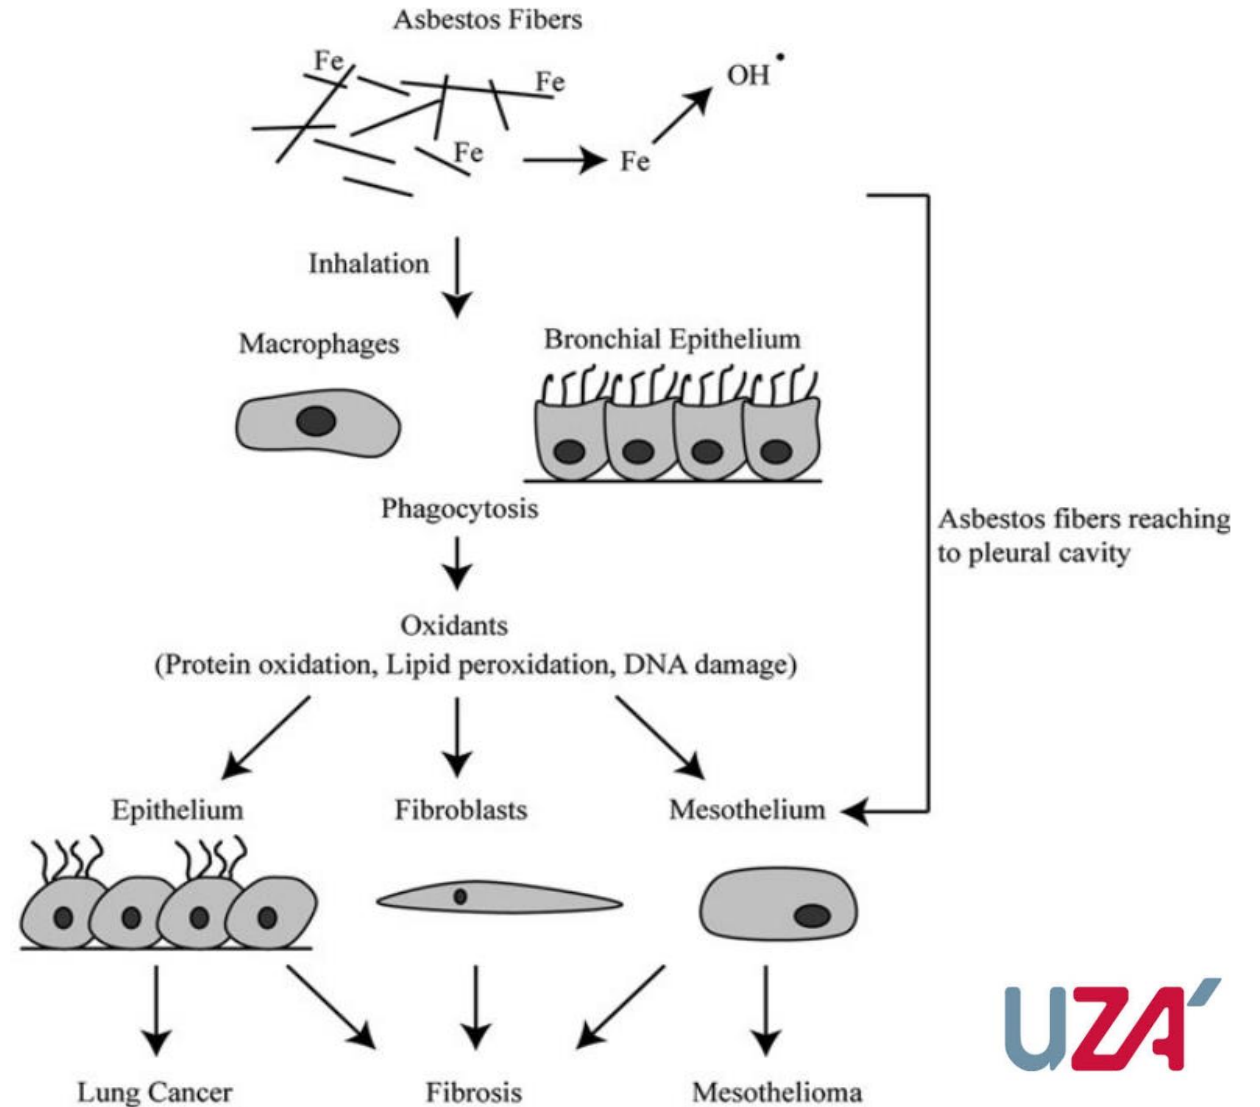 Asbestos Fibers
Fe
Fe
OH•
Fe
Fe
Inhalation
Macrophages
Bronchial Epithelium
Phagocytosis
Asbestos fibers reaching
to pleural cavity
Oxidants
(Protein oxidation, Lipid peroxidation, DNA damage)
Epithelium
Fibroblasts
Mesothelium
Lung Cancer
Fibrosis
Mesothelioma
UZA'